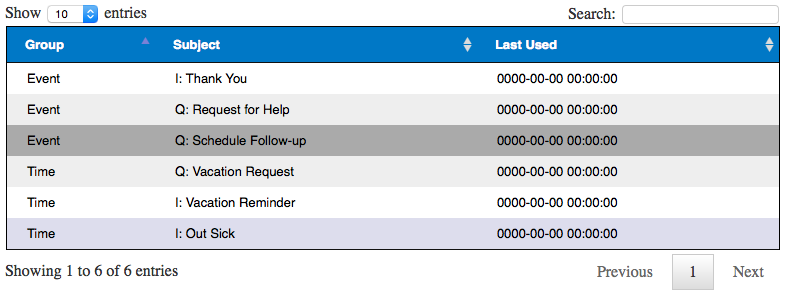 Show 10 entries Search:
Group Subject Last Used
Event I: Thank You 0000-00-00 00:00:00
Event Q: Request for Help 0000-00-00 00:00:00
Event Q: Schedule Follow-up 0000-00-00 00:00:00
Time Q: Vacation Request 0000-00-00 00:00:00
Time I: Vacation Reminder 0000-00-00 00:00:00
Time I: Out Sick 0000-00-00 00:00:00
Showing 1 to 6 of 6 entries Previous 1 Next